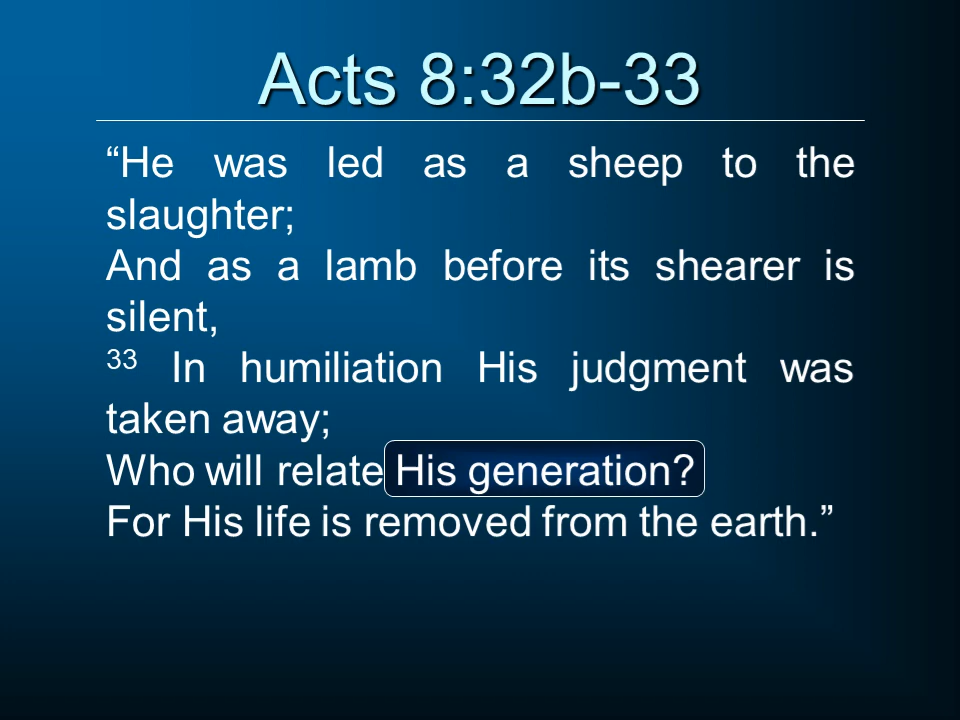 Acts 8:32b-33
“He was led as a sheep to the
slaughter;
And as a lamb before its shearer is
silent,
33 In humiliation His judgment was
taken away;
Who will relate His generation?
For His life is removed from the earth.”